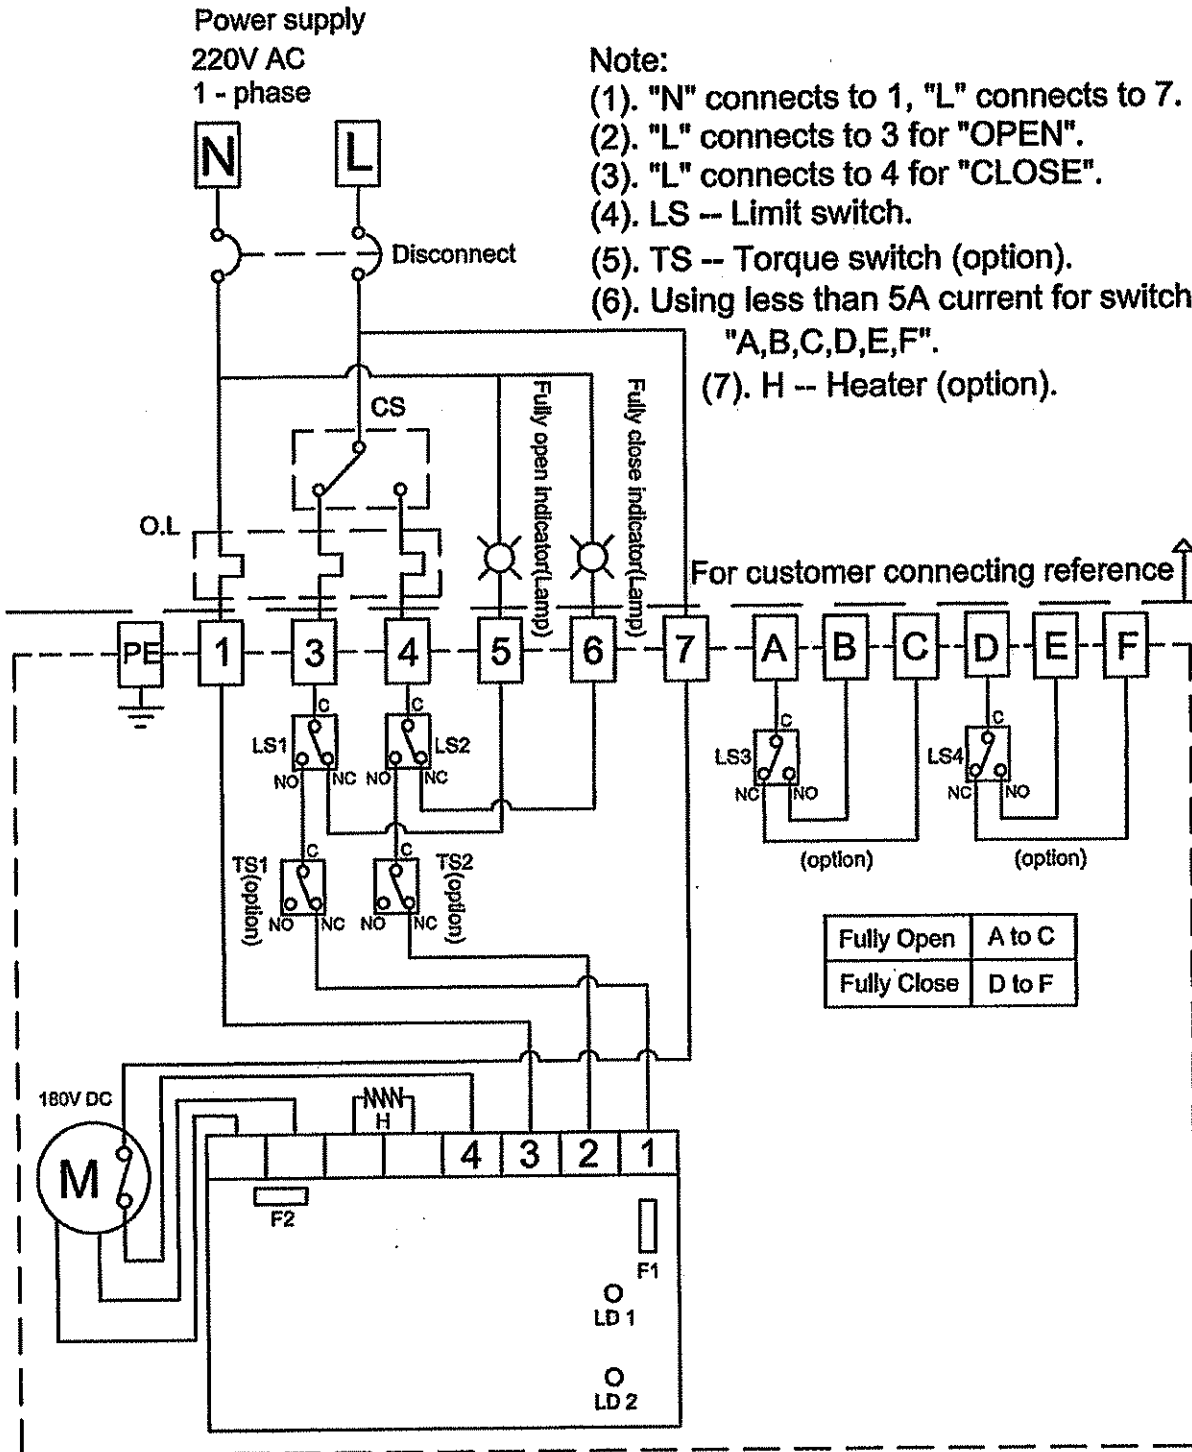 Power supply
220V AC
1 - phase
N
L
Note:
(1). "N" connects to 1, "L" connects to 7.
(2). "L" connects to 3 for "OPEN".
(3). "L" connects to 4 for "CLOSE".
(4). LS -- Limit switch.
(5). TS -- Torque switch (option).
(6). Using less than 5A current for switch
"A,B,C,D,E,F".
(7). H -- Heater (option).
Disconnect
CS
O.L
Fully open indicator(Lamp)
Fully close indicator(Lamp)
For customer connecting reference
PE 1 3 4 5 6 7 A B C D E F
C
LS1
NO NC
C
LS2
NO NC
C
LS3
NC NO
(option)
C
LS4
NC NO
(option)
C
TS1
(option)
NO NC
C
TS2
(option)
NO NC
Fully Open A to C
Fully Close D to F
180V DC
M
H
4 3 2 1
F2
F1
LD 1
LD 2